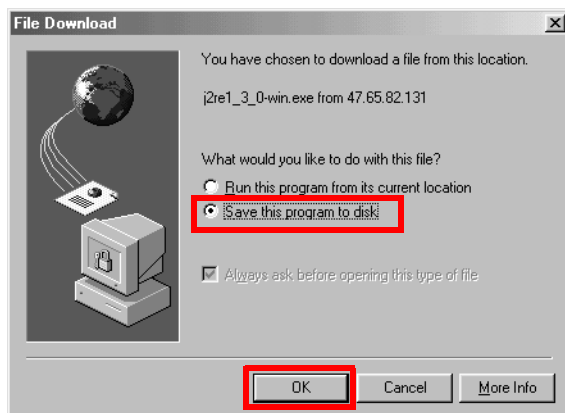 File Download
You have chosen to download a file from this location.
j2re1_3_0-win.exe from 47.65.82.131
What would you like to do with this file?
Run this program from its current location
Save this program to disk
Always ask before opening this type of file
OK Cancel More Info